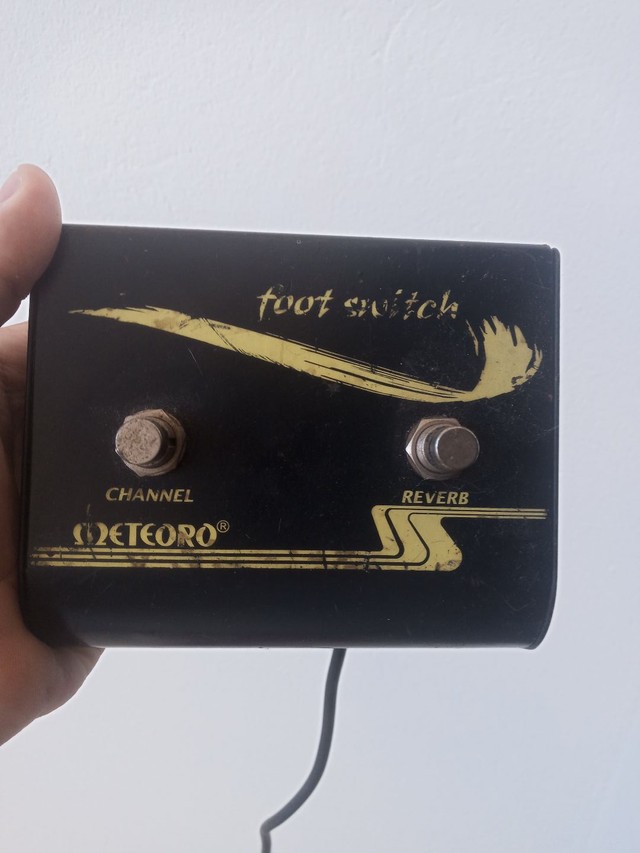 foot switch
CHANNEL
REVERB
METEORO®